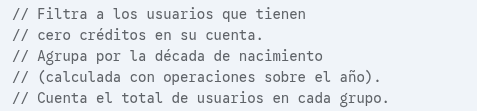 // Filtra a los usuarios que tienen
// cero créditos en su cuenta.
// Agrupa por la década de nacimiento
// (calculada con operaciones sobre el año).
// Cuenta el total de usuarios en cada grupo.